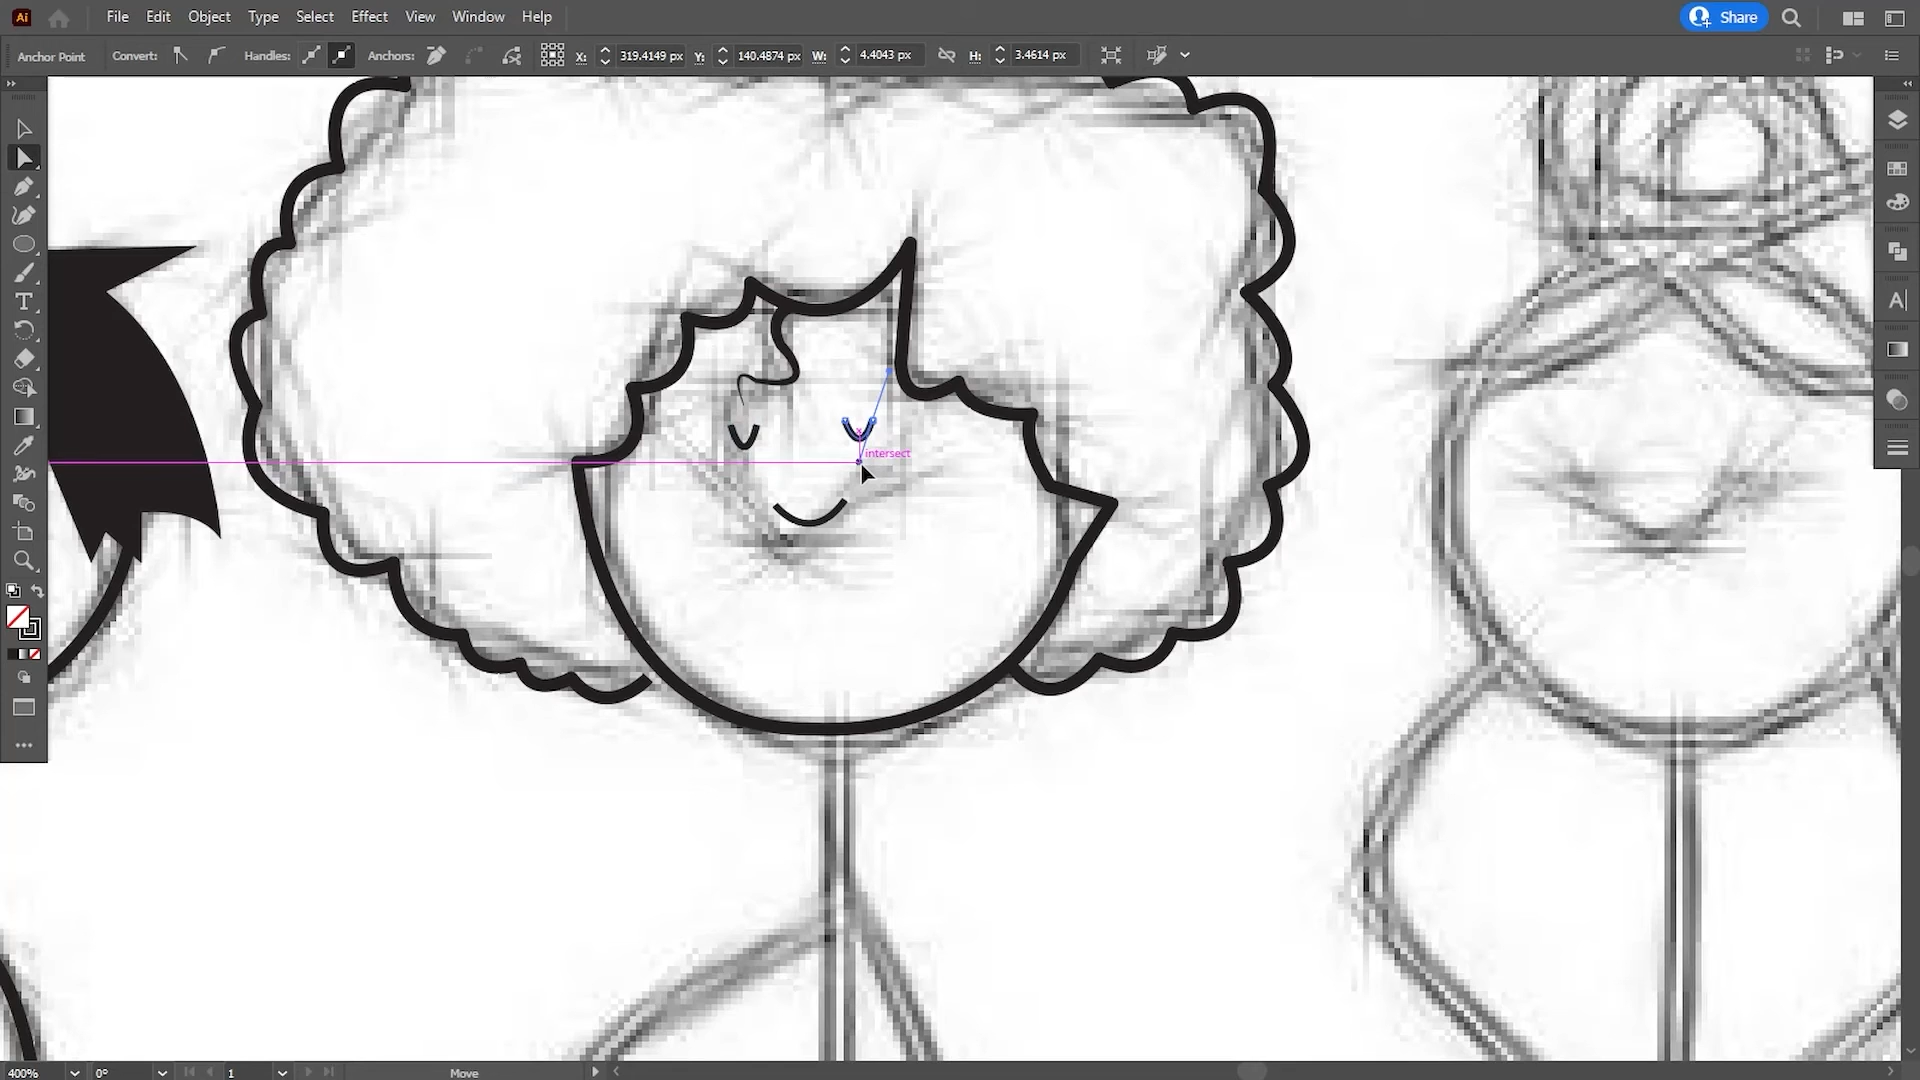 Ai File Edit Object Type Select Effect View Window Help Share
Anchor Point Convert: Handles: Anchors: X: 319.4149 px Y: 140.4874 px W: 4.4043 px H: 3.4614 px
intersect
400% 0° 1 Move